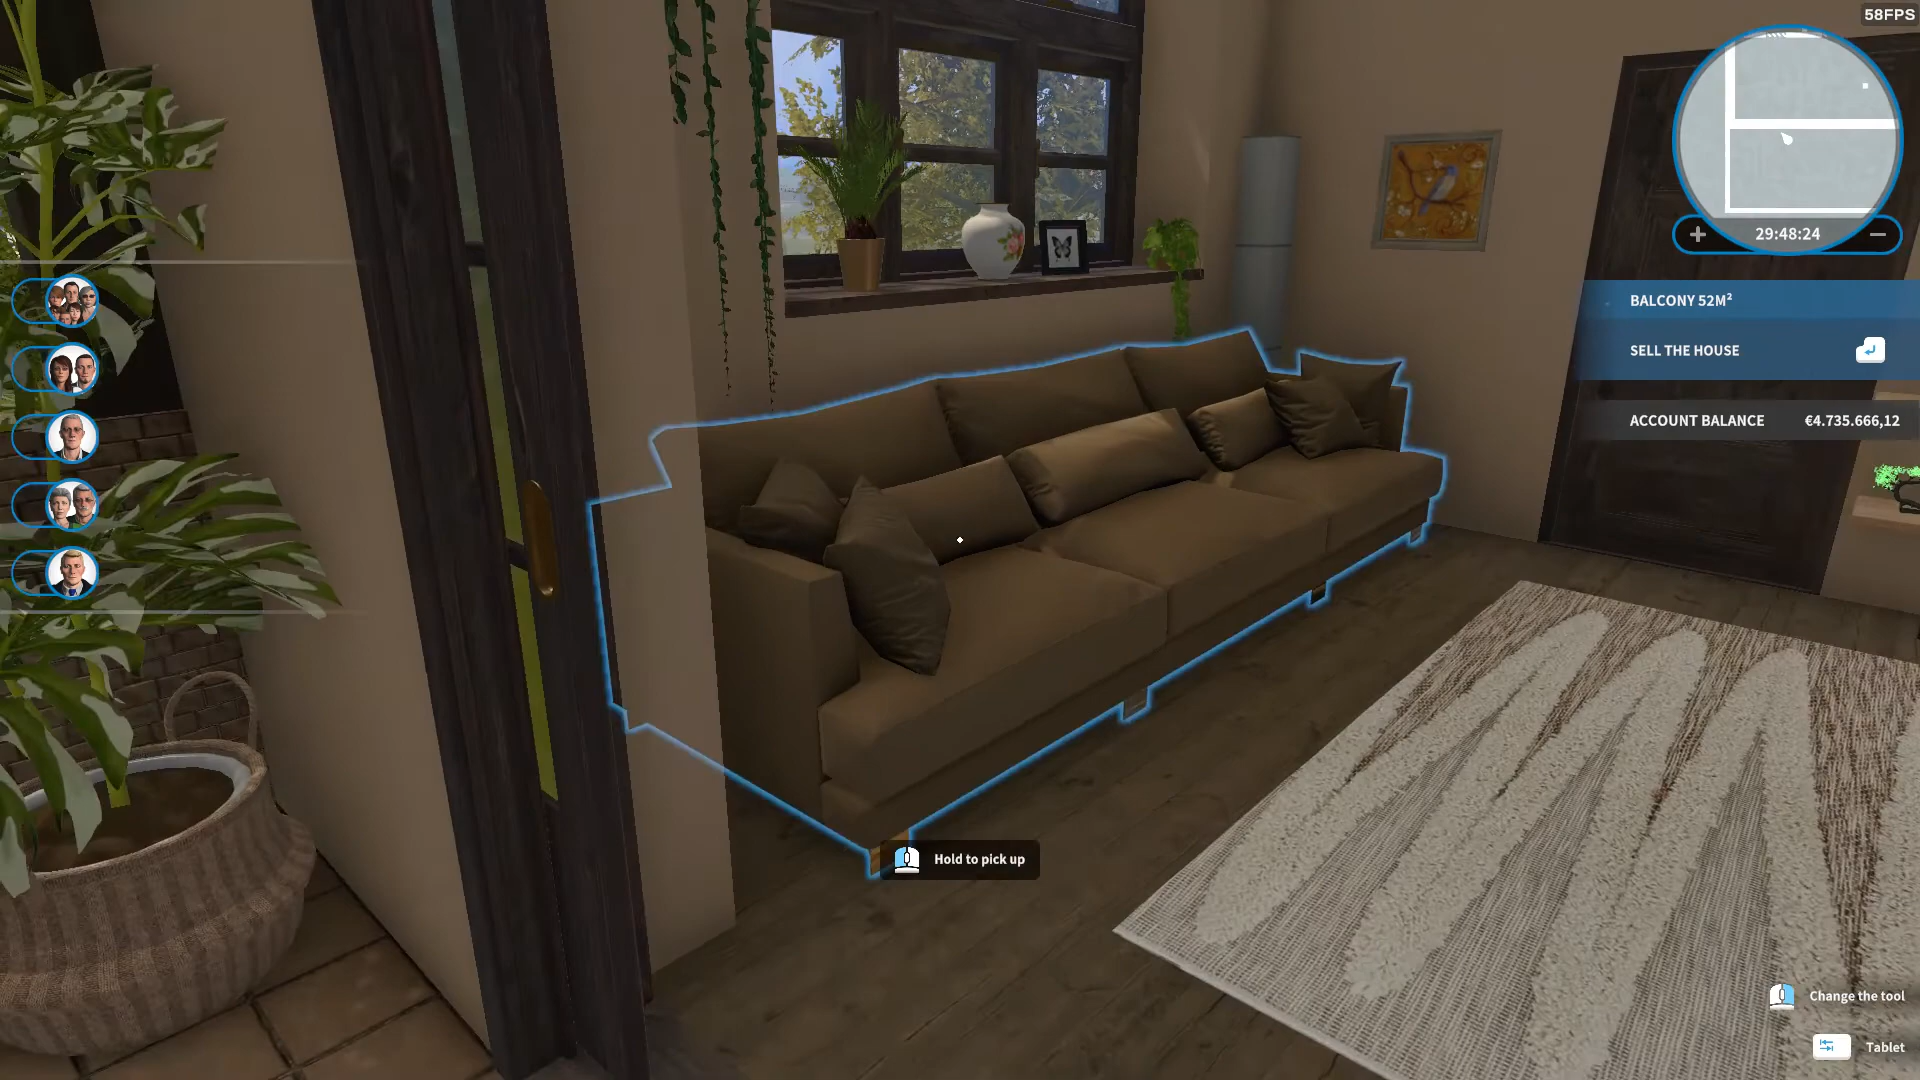 58FPS
29:48:24
BALCONY 52M²
SELL THE HOUSE
ACCOUNT BALANCE €4.735.666,12
Hold to pick up
Change the tool
Tablet